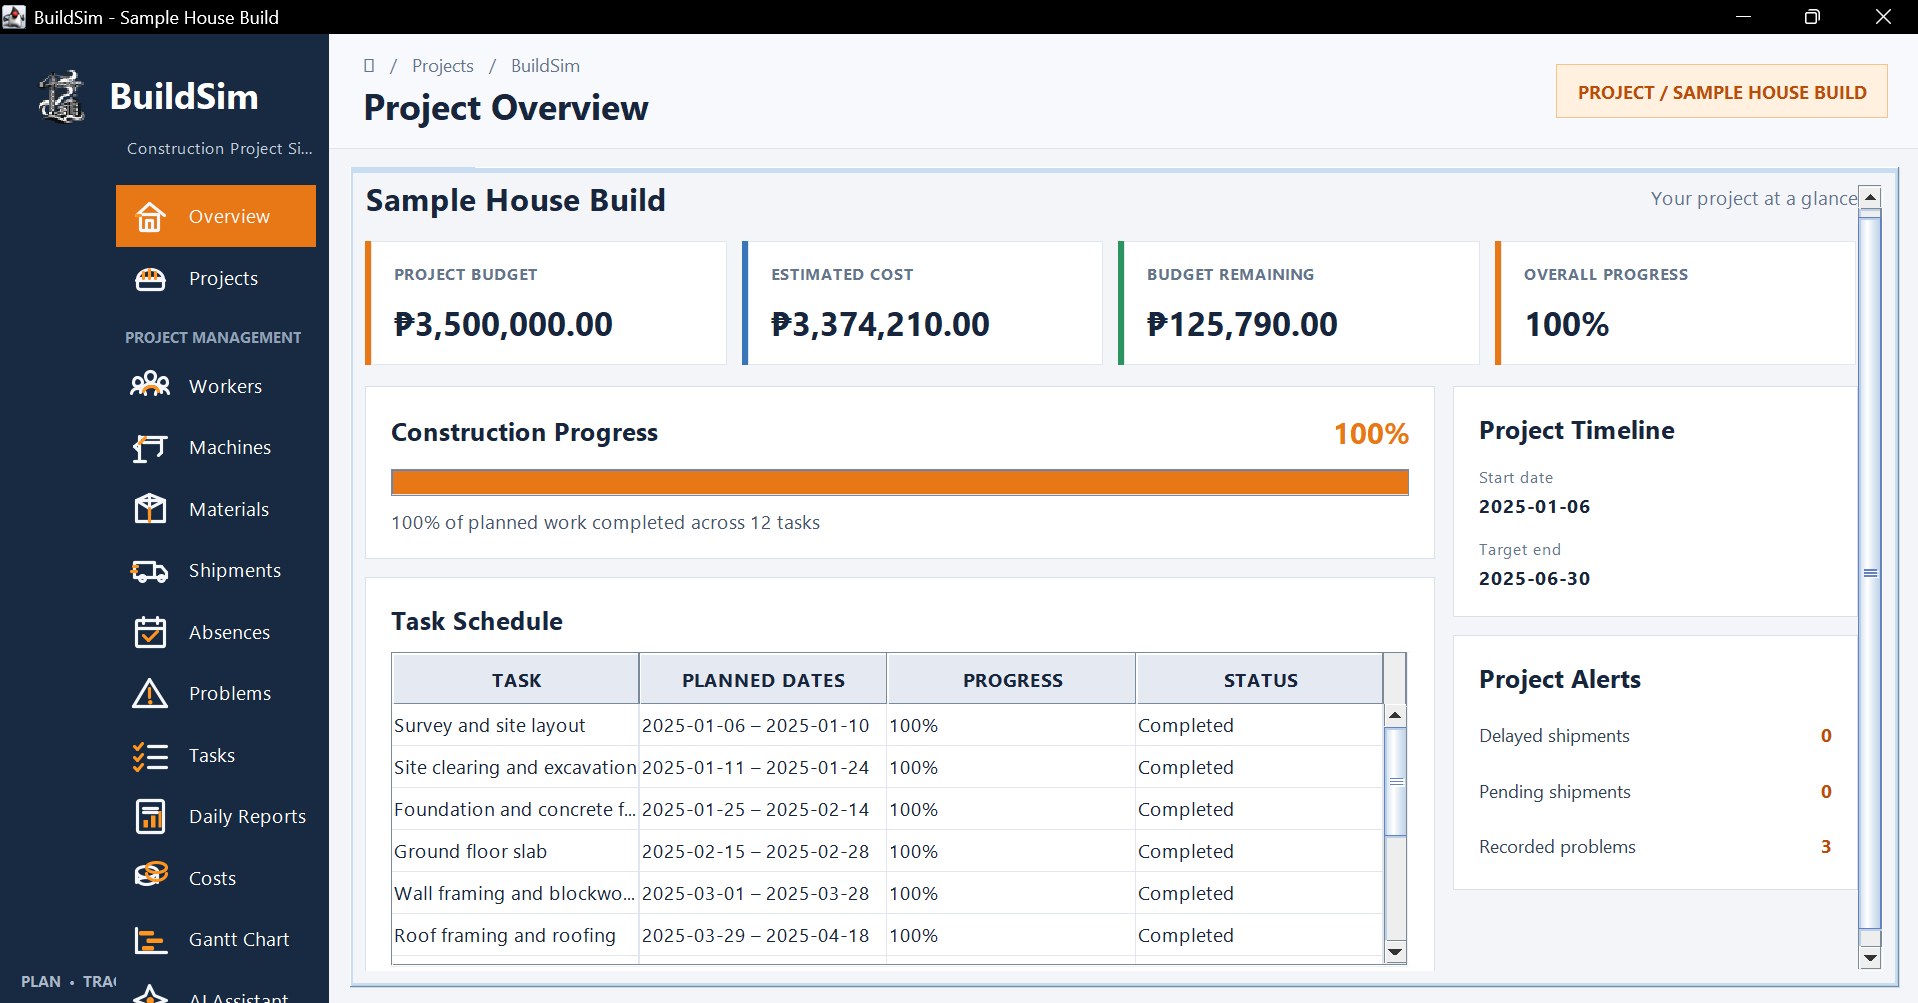 BuildSim - Sample House Build
BuildSim
Construction Project Si...
Overview
Projects
PROJECT MANAGEMENT
Workers
Machines
Materials
Shipments
Absences
Problems
Tasks
Daily Reports
Costs
Gantt Chart
AI Assistant
PLAN • TRAC
/ Projects / BuildSim
Project Overview
PROJECT / SAMPLE HOUSE BUILD
Sample House Build
Your project at a glance
PROJECT BUDGET
₱3,500,000.00
ESTIMATED COST
₱3,374,210.00
BUDGET REMAINING
₱125,790.00
OVERALL PROGRESS
100%
Construction Progress
100%
100% of planned work completed across 12 tasks
Project Timeline
Start date
2025-01-06
Target end
2025-06-30
Task Schedule
TASK PLANNED DATES PROGRESS STATUS
Survey and site layout 2025-01-06 – 2025-01-10 100% Completed
Site clearing and excavation 2025-01-11 – 2025-01-24 100% Completed
Foundation and concrete f... 2025-01-25 – 2025-02-14 100% Completed
Ground floor slab 2025-02-15 – 2025-02-28 100% Completed
Wall framing and blockwo... 2025-03-01 – 2025-03-28 100% Completed
Roof framing and roofing 2025-03-29 – 2025-04-18 100% Completed
Project Alerts
Delayed shipments 0
Pending shipments 0
Recorded problems 3